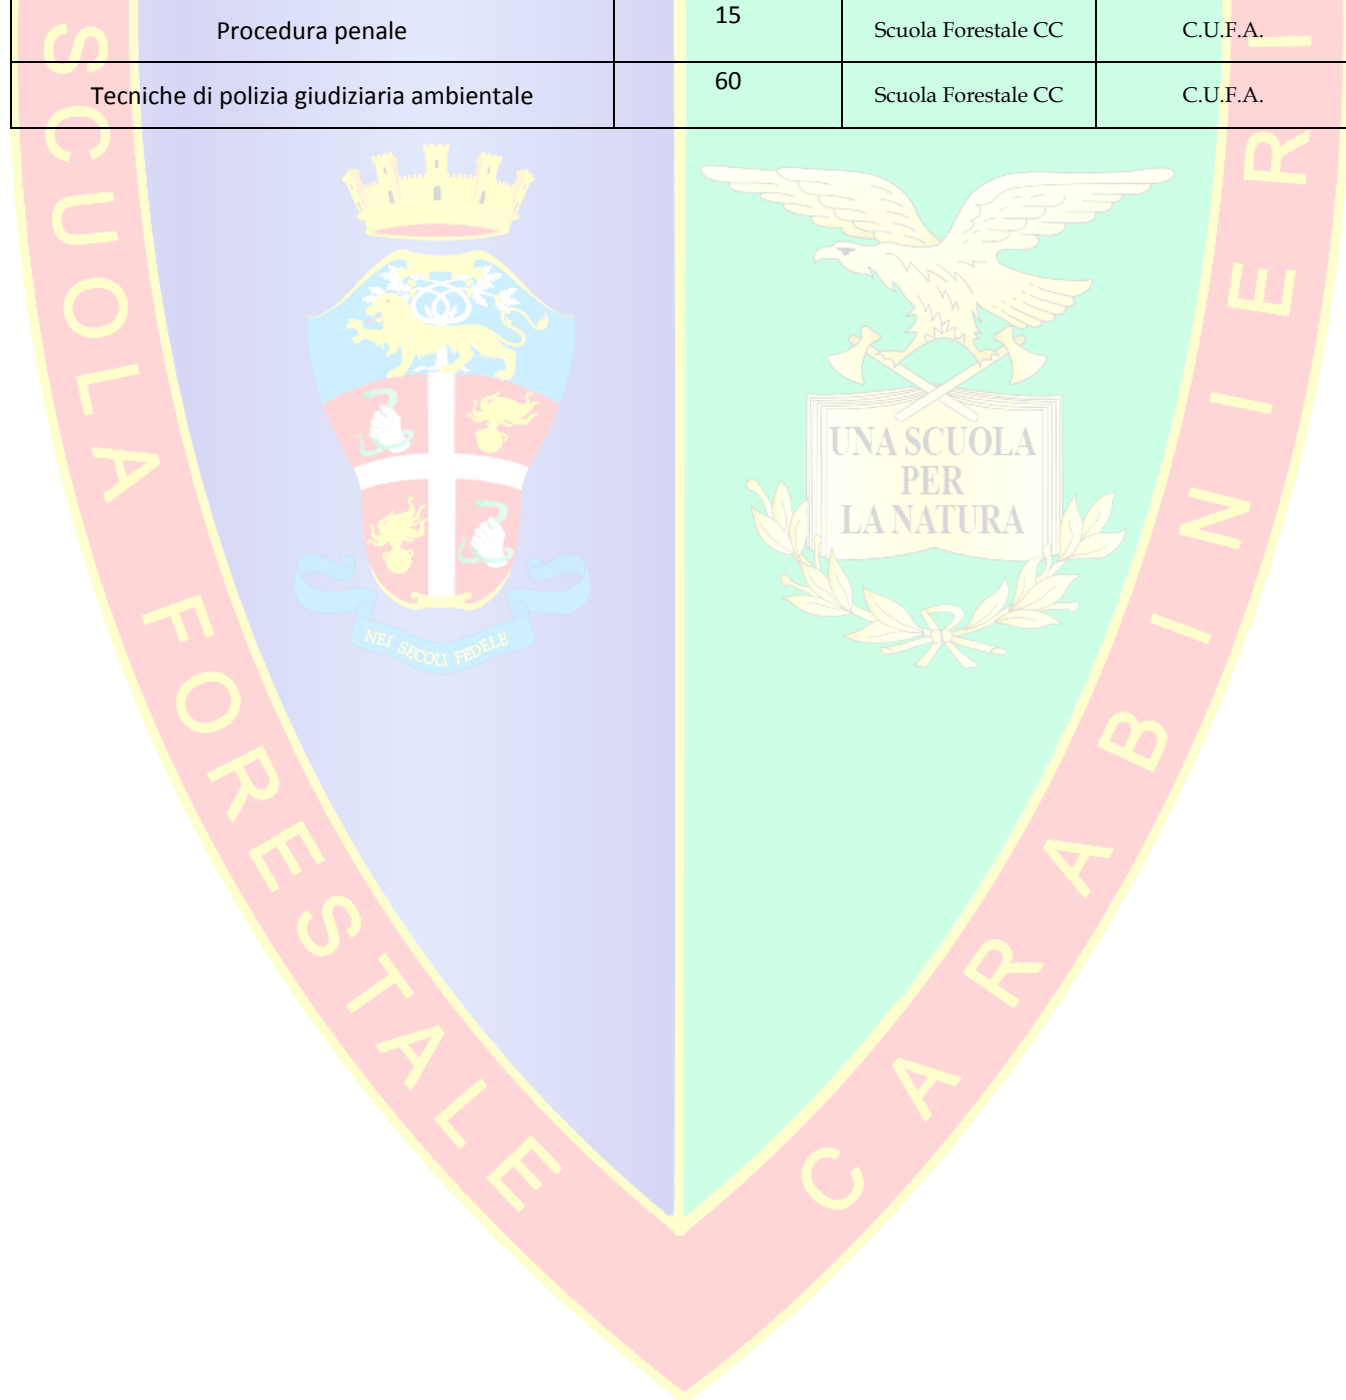 Procedura penale 15 Scuola Forestale CC C.U.F.A.
Tecniche di polizia giudiziaria ambientale 60 Scuola Forestale CC C.U.F.A.
SCUOLA FORESTALE CARABINIERI
UNA SCUOLA
PER
LA NATURA
NEI SECOLI FEDELE